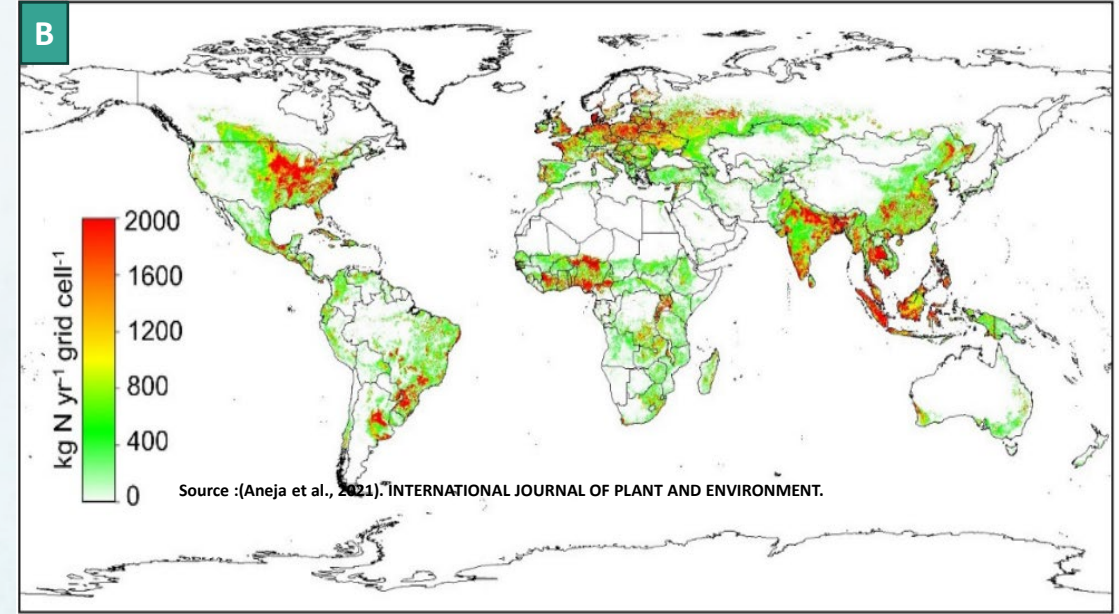 B
2000
1600
1200
800
400
0
kg N yr⁻¹ grid cell⁻¹
Source :(Aneja et al., 2021). INTERNATIONAL JOURNAL OF PLANT AND ENVIRONMENT.